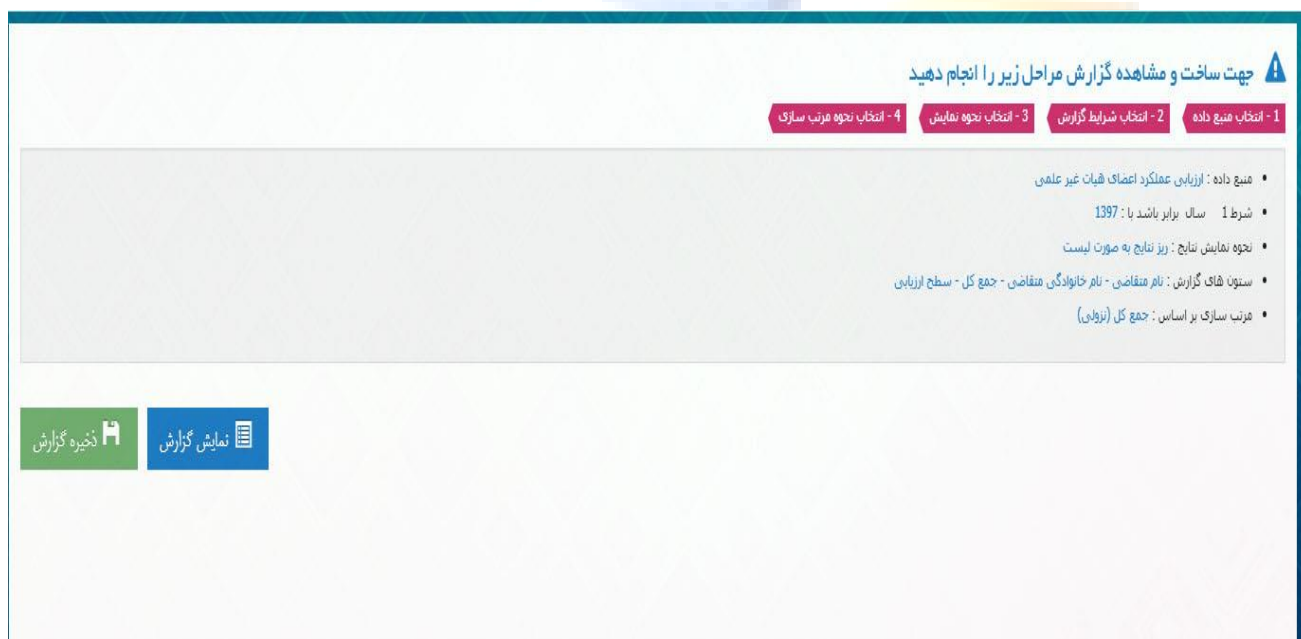 جهت ساخت و مشاهده گزارش مراحل زیر را انجام دهید
1 - انتخاب منبع داده 2 - انتخاب شرایط گزارش 3 - انتخاب نحوه نمایش 4 - انتخاب نحوه مرتب سازی
• منبع داده : ارزیابی عملکرد اعضای هیات غیر علمی
• شرط 1 سال برابر باشد با : 1397
• نحوه نمایش نتایج : ریز نتایج به صورت لیست
• ستون های گزارش : نام متقاضی - نام خانوادگی متقاضی - جمع کل - سطح ارزیابی
• مرتب سازی بر اساس : جمع کل (نزولی)
نمایش گزارش ذخیره گزارش